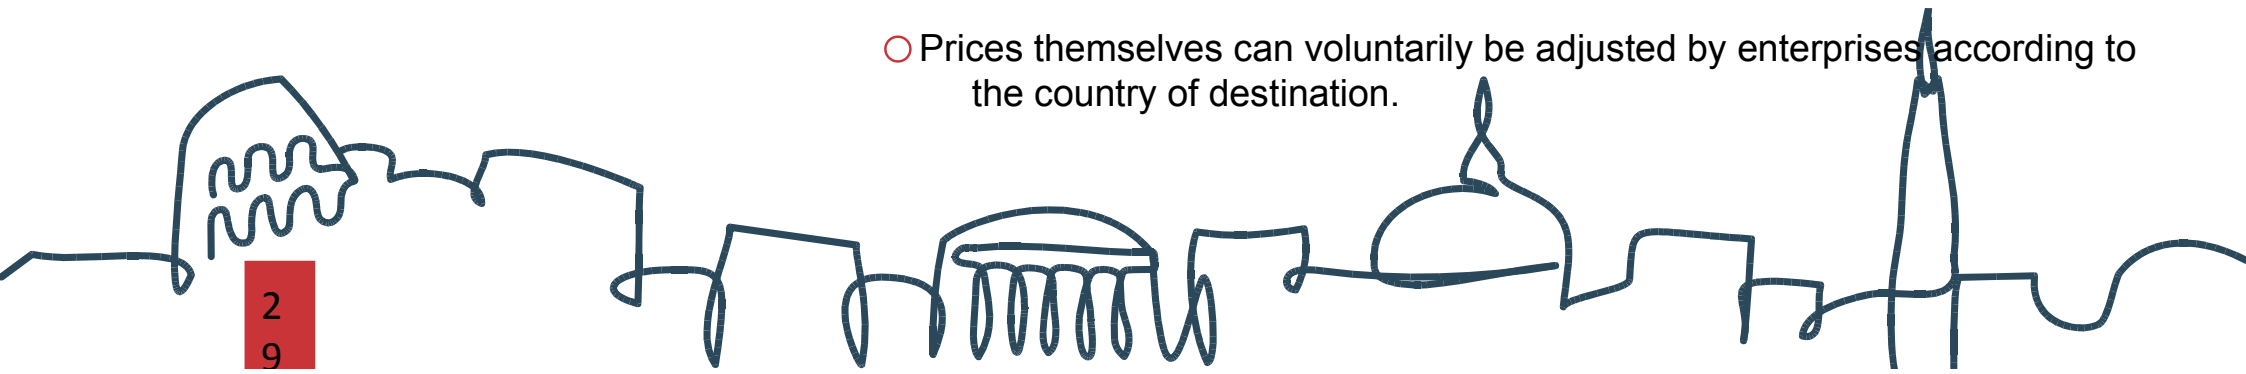 Prices themselves can voluntarily be adjusted by enterprises according to
the country of destination.
2
9